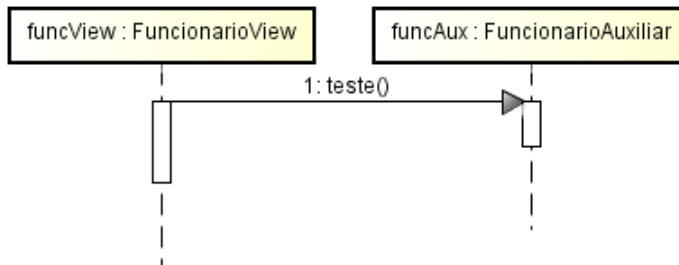 funcView : FuncionarioView
funcAux : FuncionarioAuxiliar
1: teste()